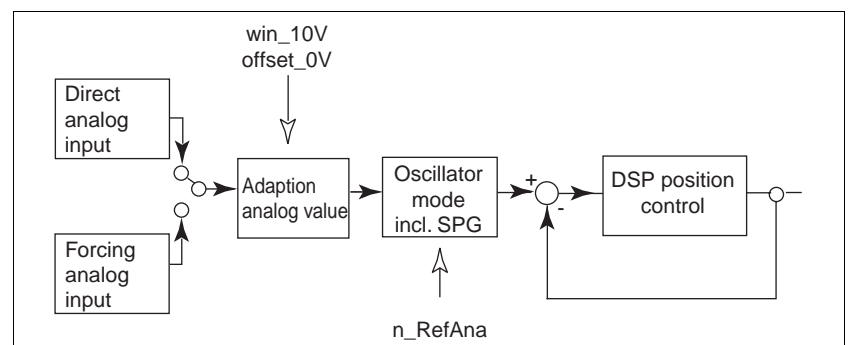 win_10V
offset_0V
Direct
analog
input
Adaption
analog value
Oscillator
mode
incl. SPG
+
-
DSP position
control
Forcing
analog
input
n_RefAna